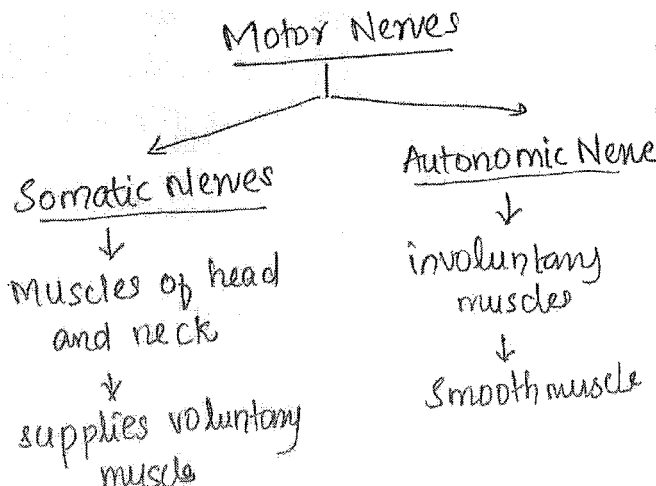 Motor Nerves
Somatic Nerves
Autonomic Nerve
Muscles of head
and neck
involuntary
muscles
supplies voluntary
muscle
Smooth muscle